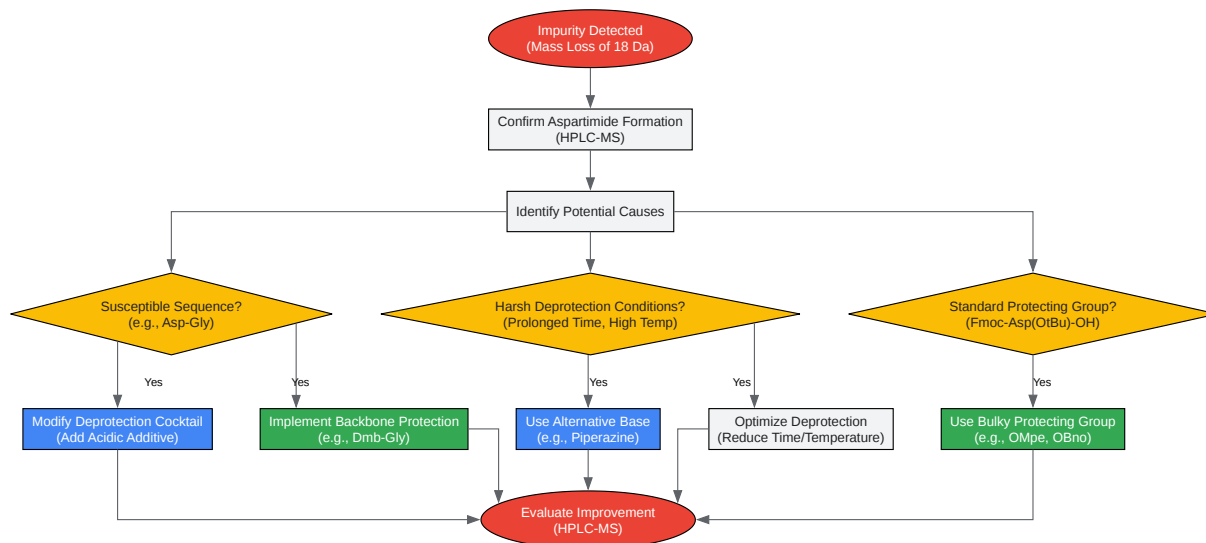 Impurity Detected
(Mass Loss of 18 Da)
Confirm Aspartimide Formation
(HPLC-MS)
Identify Potential Causes
Susceptible Sequence?
(e.g., Asp-Gly)
Harsh Deprotection Conditions?
(Prolonged Time, High Temp)
Standard Protecting Group?
(Fmoc-Asp(OtBu)-OH)
Yes
Yes
Yes
Yes
Yes
Modify Deprotection Cocktail
(Add Acidic Additive)
Implement Backbone Protection
(e.g., Dmb-Gly)
Use Alternative Base
(e.g., Piperazine)
Optimize Deprotection
(Reduce Time/Temperature)
Use Bulky Protecting Group
(e.g., OMpe, OBno)
Evaluate Improvement
(HPLC-MS)